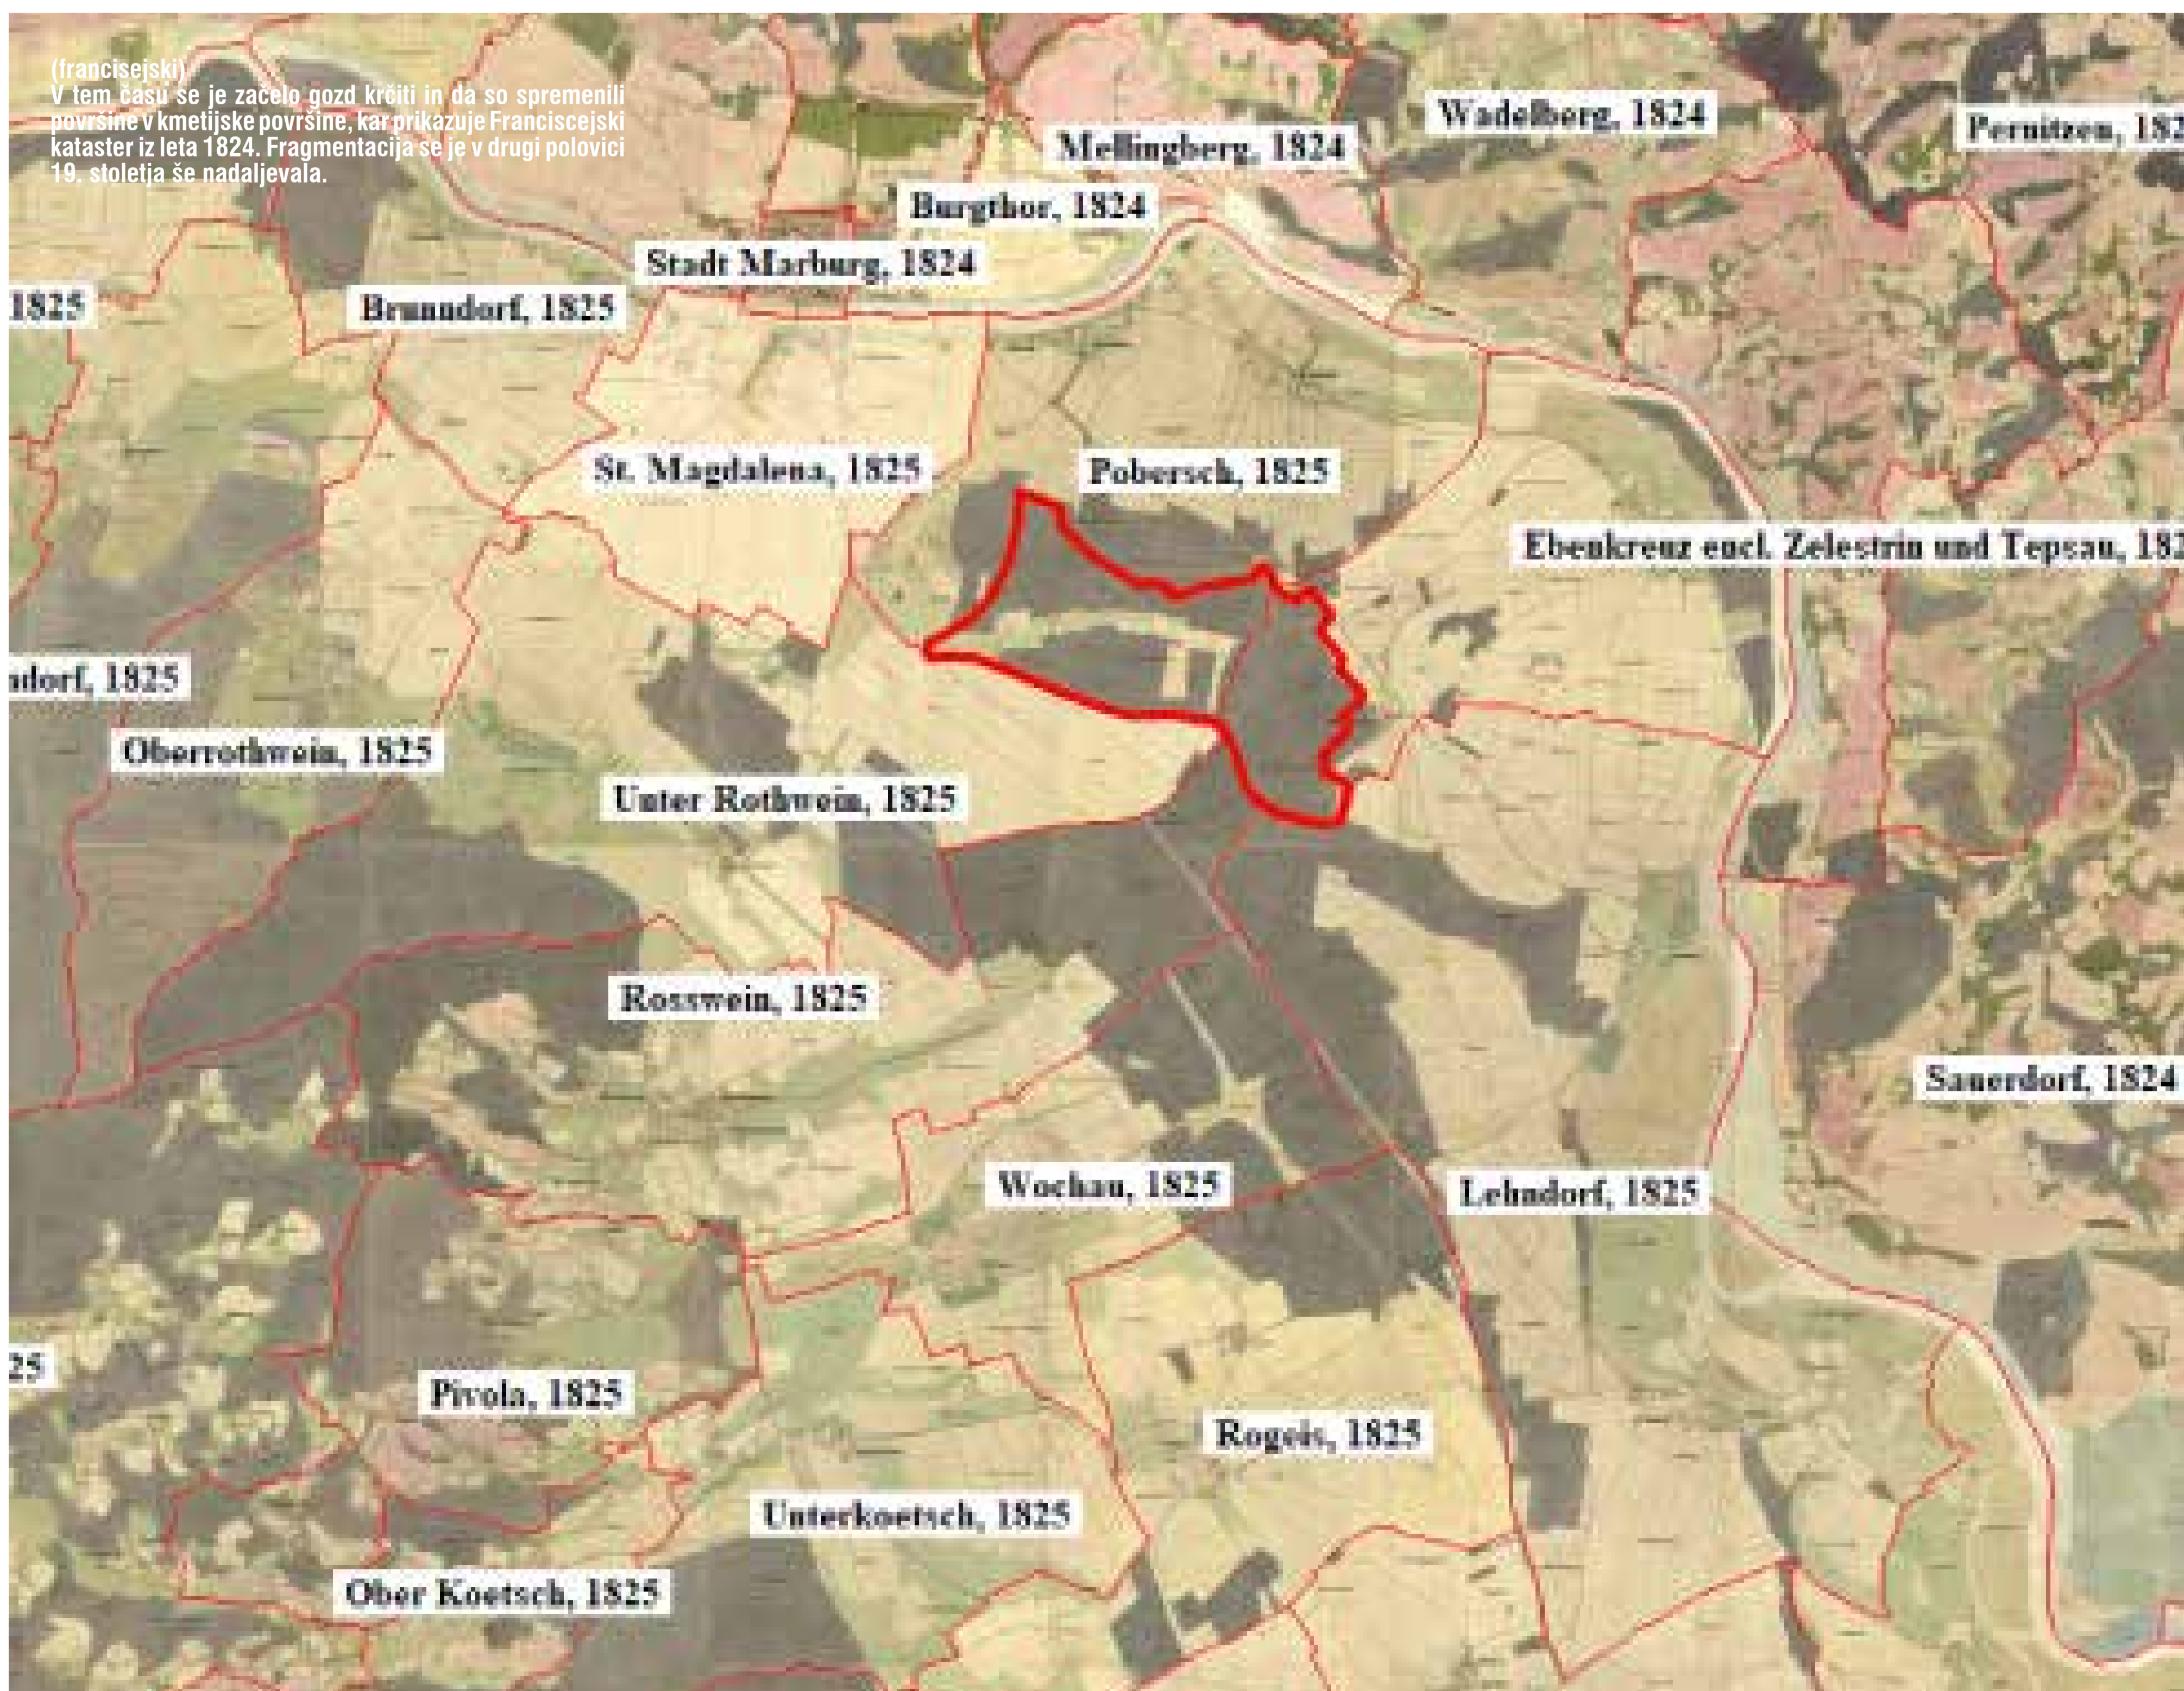 (francisejski)
V tem času se je začelo gozd krčiti in da so spremenili
površine v kmetijske površine, kar prikazuje Franciscejski
kataster iz leta 1824. Fragmentacija se je v drugi polovici
19. stoletja še nadaljevala.
Wadelberg, 1824
Pernitzen, 182
Mellingberg, 1824
Burgthor, 1824
Stadt Marburg, 1824
1825
Brunndorf, 1825
St. Magdalena, 1825
Pobersch, 1825
Ebenkreuz encl. Zelestrin und Tepsau, 182
ndorf, 1825
Oberrothwein, 1825
Unter Rothwein, 1825
Rosswein, 1825
Sauerdorf, 1824
Wochau, 1825
Lehndorf, 1825
25
Pivola, 1825
Rogeis, 1825
Unterkoetsch, 1825
Ober Koetsch, 1825